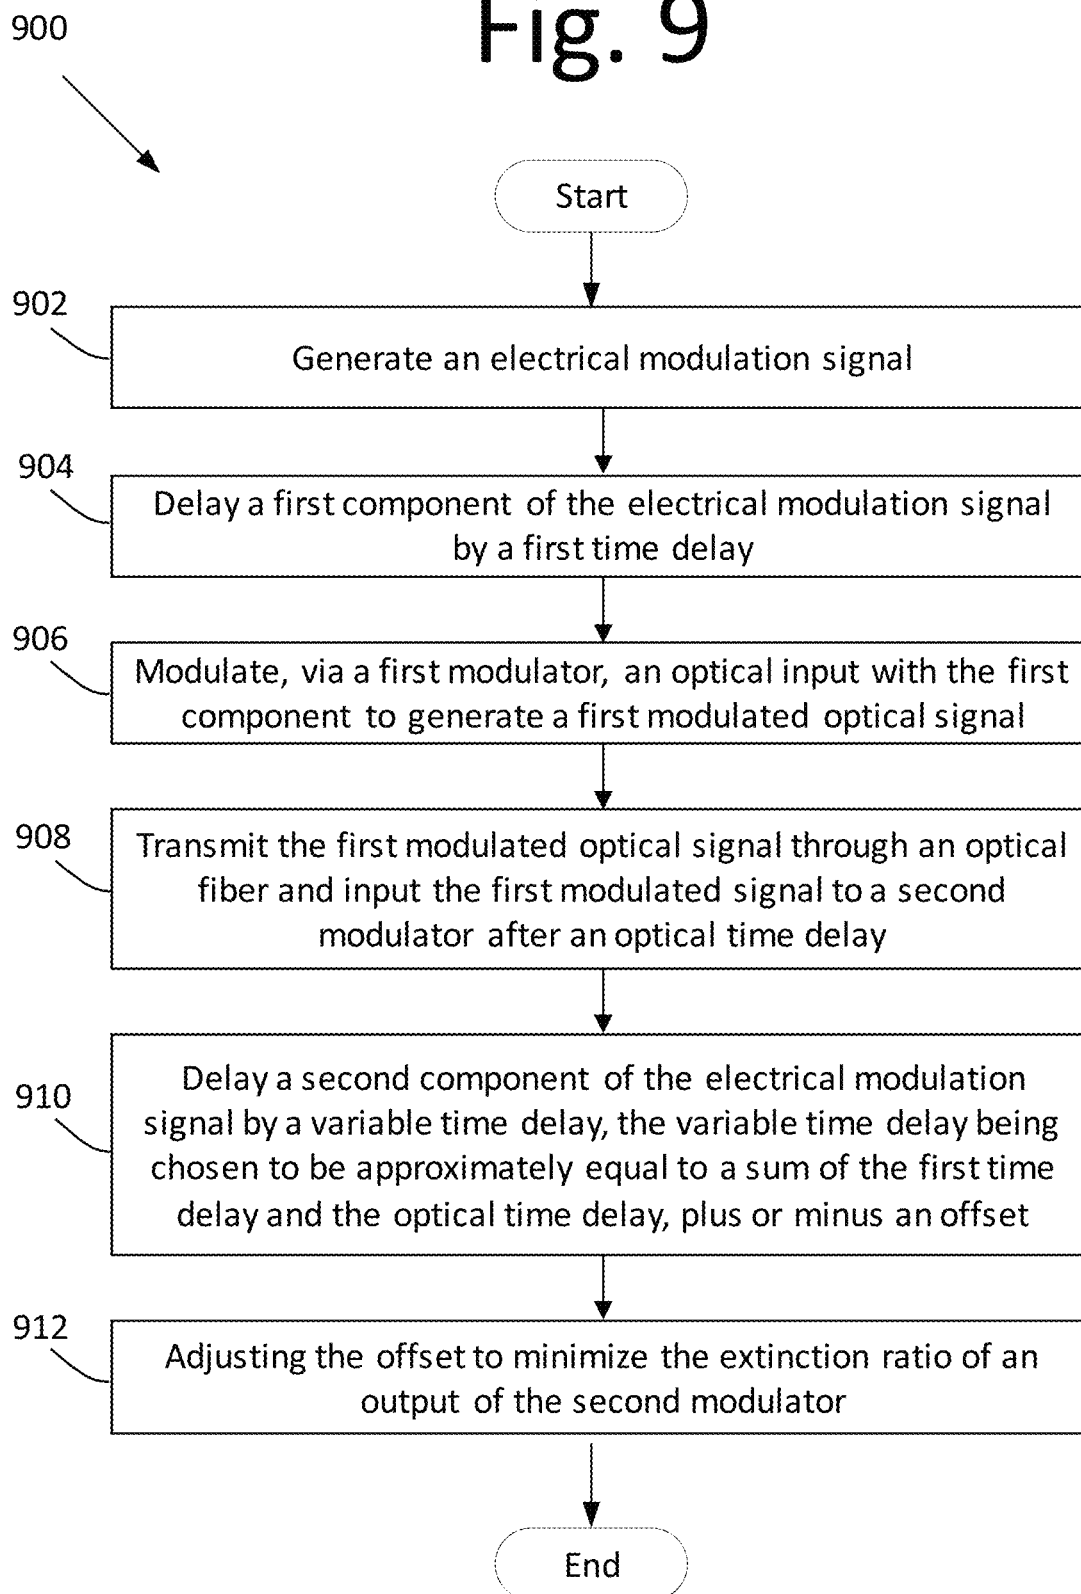 Fig. 9
900
Start
902
Generate an electrical modulation signal
904
Delay a first component of the electrical modulation signal
by a first time delay
906
Modulate, via a first modulator, an optical input with the first
component to generate a first modulated optical signal
908
Transmit the first modulated optical signal through an optical
fiber and input the first modulated signal to a second
modulator after an optical time delay
910
Delay a second component of the electrical modulation
signal by a variable time delay, the variable time delay being
chosen to be approximately equal to a sum of the first time
delay and the optical time delay, plus or minus an offset
912
Adjusting the offset to minimize the extinction ratio of an
output of the second modulator
End